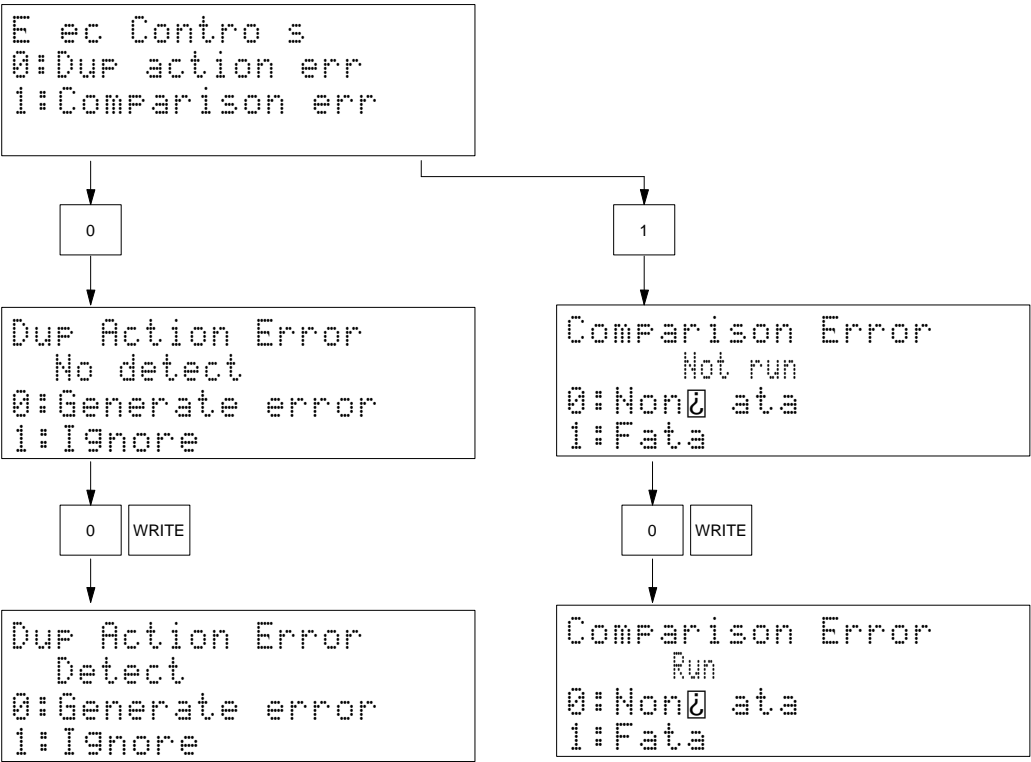 E ec Contro s
0:Dup action err
1:Comparison err
0
1
Dup Action Error
No detect
0:Generate error
1:Ignore
Comparison Error
Not run
0:Non¿ ata
1:Fata
0 WRITE
0 WRITE
Dup Action Error
Detect
0:Generate error
1:Ignore
Comparison Error
Run
0:Non¿ ata
1:Fata